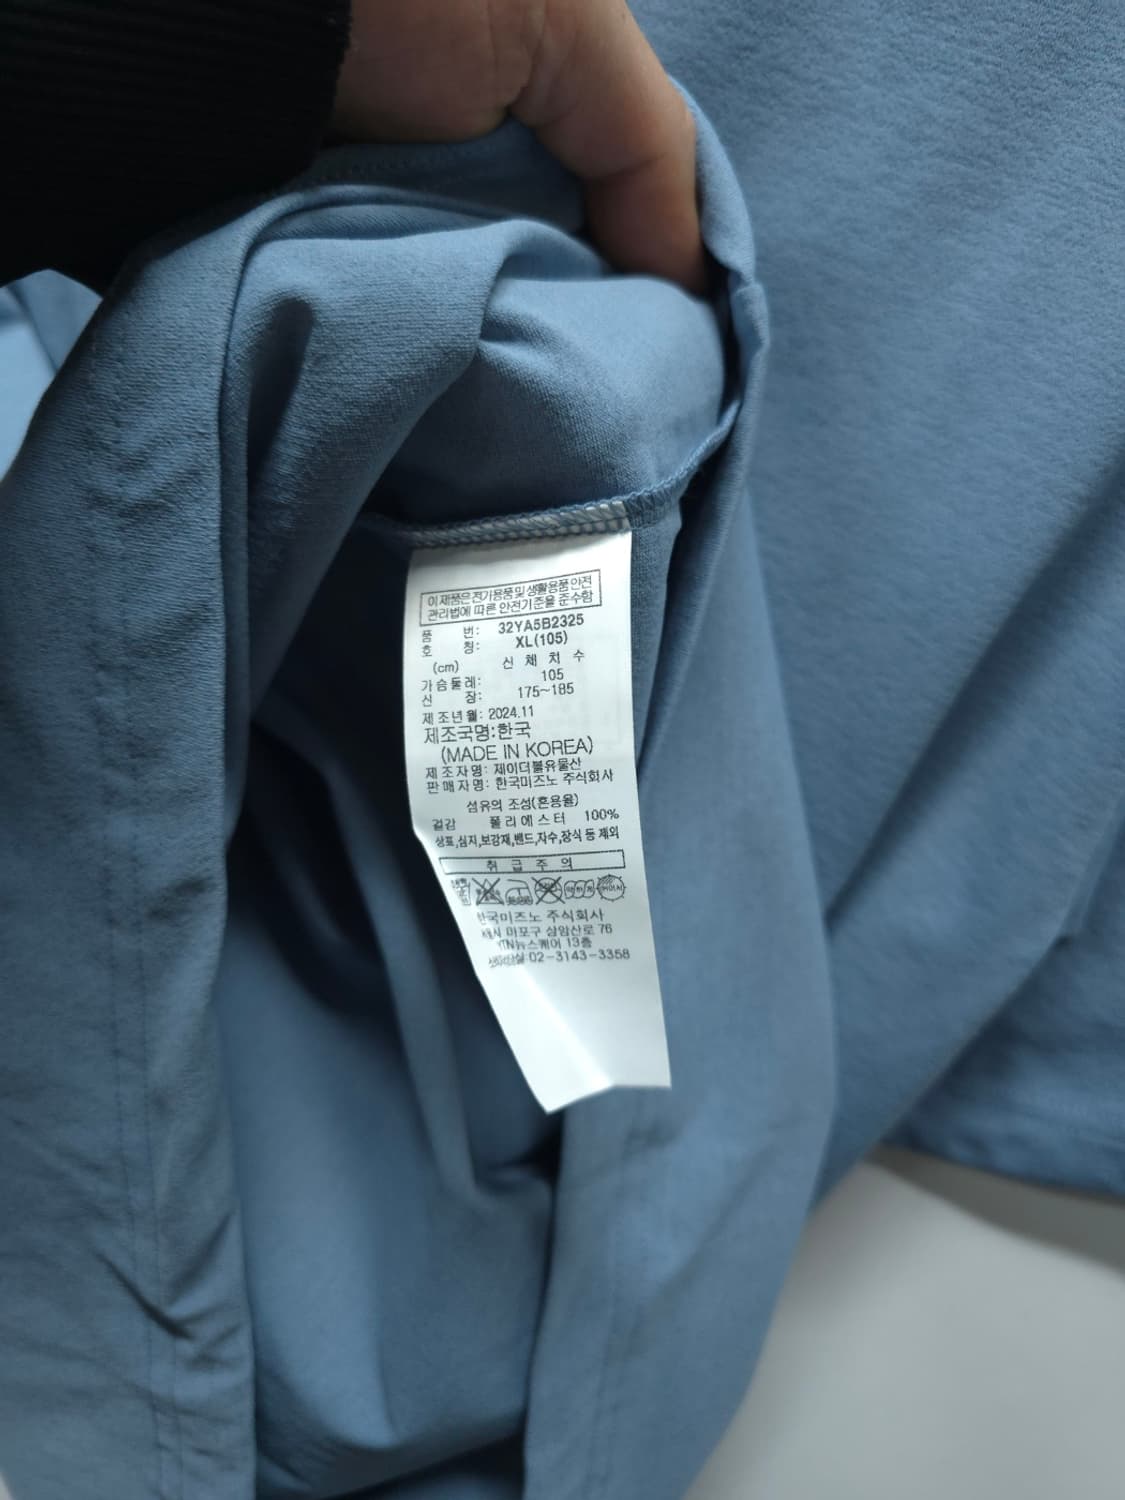 이 제품은 전기용품 및 생활용품 안전
관리법에 따른 안전기준을 준수함
품 번: 32YA5B2325
호 칭: XL(105)
(cm) 신 체 치 수
가슴둘레: 105
신 장: 175~185
제조년월: 2024.11
제조국명:한국
(MADE IN KOREA)
제조자명: 제이더블유물산
판매자명: 한국미즈노 주식회사
섬유의 조성(혼용율)
겉감 폴리에스터 100%
상표,심지,보강재,밴드,자수,장식 등 제외
취 급 주 의
한국미즈노 주식회사
마포구 상암산로 76
YTN뉴스퀘어 13층
02-3143-3358